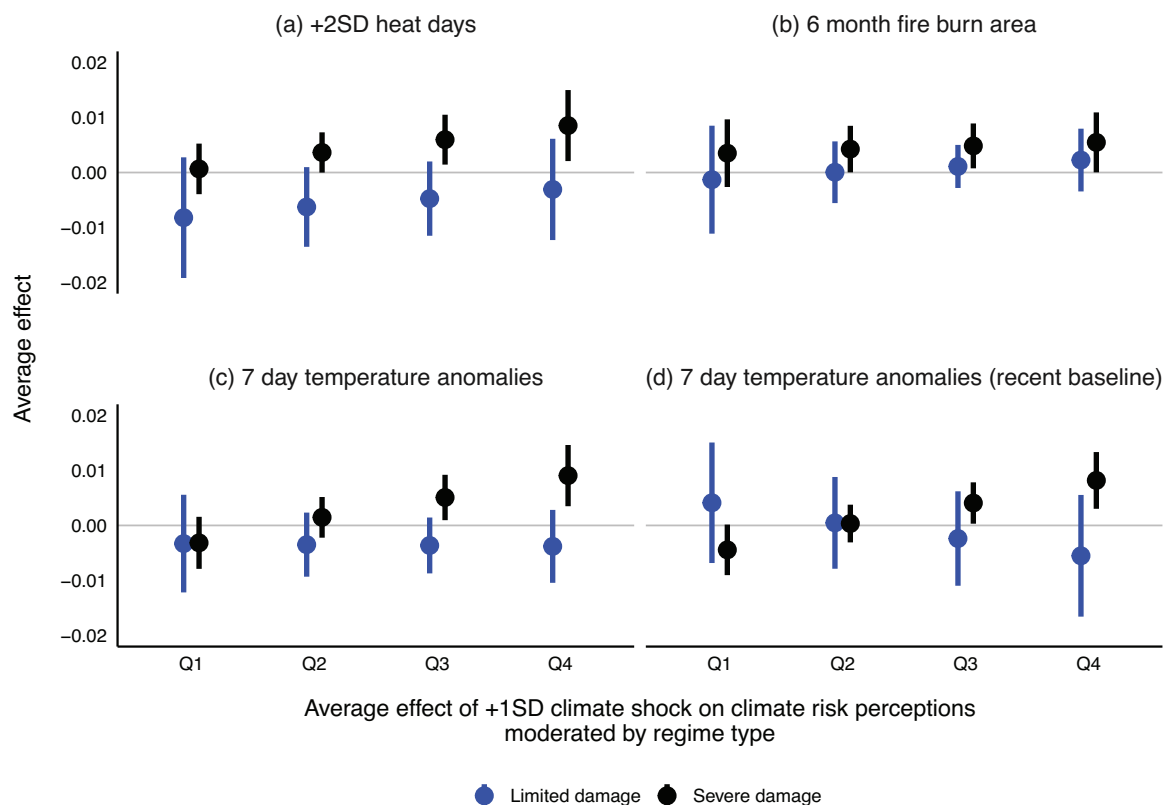 (a) +2SD heat days
(b) 6 month fire burn area
0.02
0.01
0.00
−0.01
−0.02
Average effect
(c) 7 day temperature anomalies
(d) 7 day temperature anomalies (recent baseline)
0.02
0.01
0.00
−0.01
−0.02
Q1 Q2 Q3 Q4
Q1 Q2 Q3 Q4
Average effect of +1SD climate shock on climate risk perceptions
moderated by regime type
Limited damage Severe damage